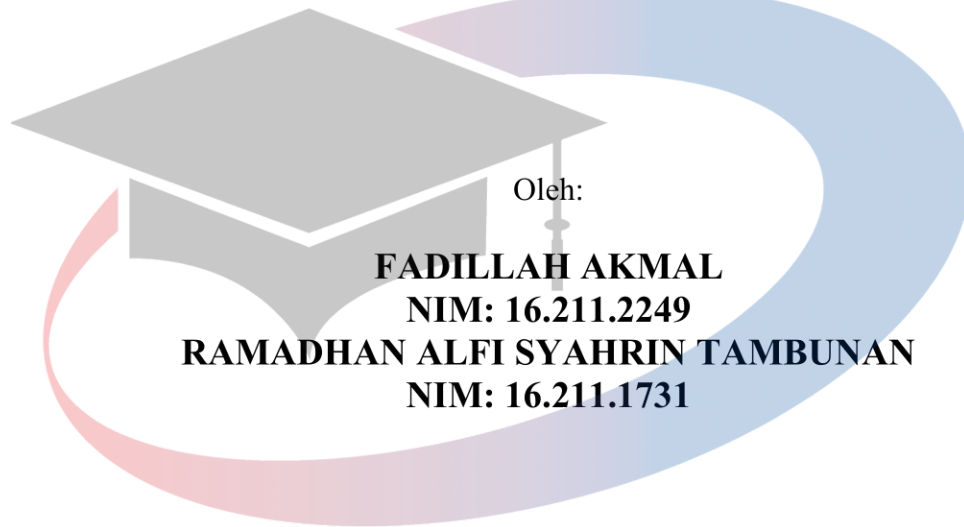 Oleh:
FADILLAH AKMAL
NIM: 16.211.2249
RAMADHAN ALFI SYAHRIN TAMBUNAN
NIM: 16.211.1731